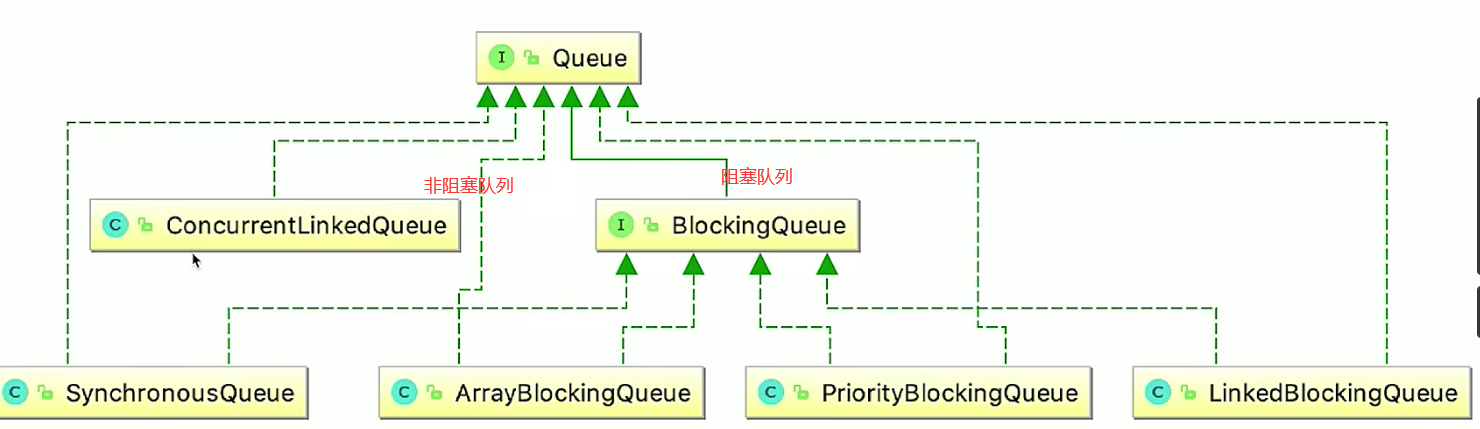 I Queue
非阻塞队列
阻塞队列
C ConcurrentLinkedQueue
I BlockingQueue
C SynchronousQueue
C ArrayBlockingQueue
C PriorityBlockingQueue
C LinkedBlockingQueue